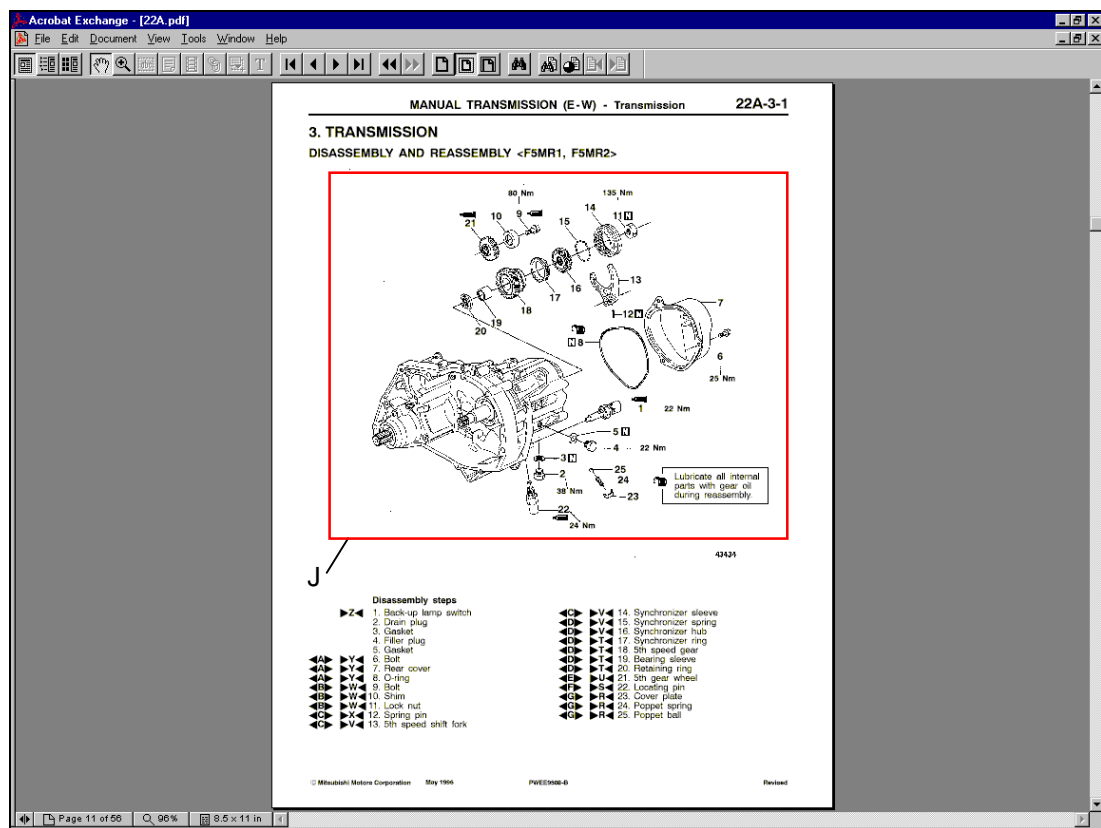 Acrobat Exchange - [22A.pdf]
File Edit Document View Tools Window Help
MANUAL TRANSMISSION (E-W) - Transmission 22A-3-1
3. TRANSMISSION
DISASSEMBLY AND REASSEMBLY <F5MR1, F5MR2>
80 Nm 135 Nm
21 10 9 15 14 11 N
13
16
17
7
18
19
20
12 N
N 8
6
25 Nm
1 22 Nm
5 N
4 22 Nm
3 N
2
38 Nm
25
24
23
22
24 Nm
Lubricate all internal
parts with gear oil
during reassembly.
43434
J
Disassembly steps
▶Z◀ 1. Back-up lamp switch
2. Drain plug
3. Gasket
4. Filler plug
5. Gasket
◀A▶ ▶Y◀ 6. Bolt
◀A▶ ▶Y◀ 7. Rear cover
◀A▶ ▶Y◀ 8. O-ring
◀B▶ ▶W◀ 9. Bolt
◀B▶ ▶W◀ 10. Shim
◀B▶ ▶W◀ 11. Lock nut
◀C▶ ▶X◀ 12. Spring pin
◀C▶ ▶V◀ 13. 5th speed shift fork
◀C▶ ▶V◀ 14. Synchronizer sleeve
◀D▶ ▶V◀ 15. Synchronizer spring
◀D▶ ▶V◀ 16. Synchronizer hub
◀D▶ ▶T◀ 17. Synchronizer ring
◀D▶ ▶T◀ 18. 5th speed gear
◀D▶ ▶T◀ 19. Bearing sleeve
◀D▶ ▶T◀ 20. Retaining ring
◀E▶ ▶U◀ 21. 5th gear wheel
◀F▶ ▶S◀ 22. Locating pin
◀G▶ ▶R◀ 23. Cover plate
◀G▶ ▶R◀ 24. Poppet spring
◀G▶ ▶R◀ 25. Poppet ball
© Mitsubishi Motors Corporation May 1996 PWEE9508-B Revised
Page 11 of 56 96% 8.5 x 11 in